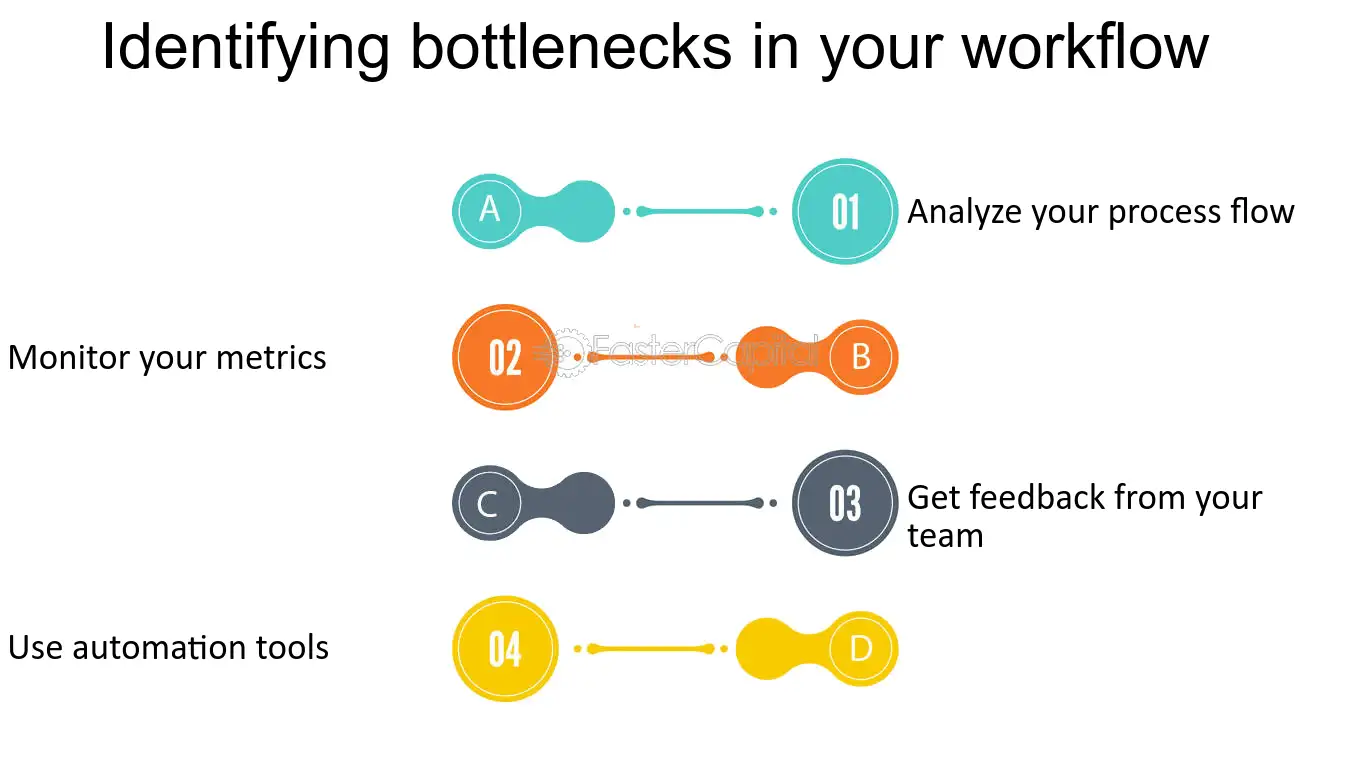 Identifying bottlenecks in your workflow
A
01
Analyze your process flow
Monitor your metrics
02
FasterCapital
B
C
03
Get feedback from your
team
Use automation tools
04
D